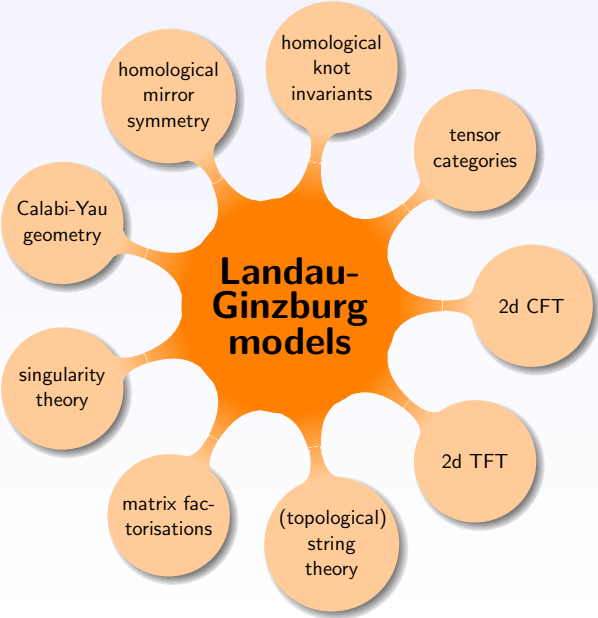 homological
knot
invariants
homological
mirror
symmetry
tensor
categories
Calabi-Yau
geometry
Landau-
Ginzburg
models
2d CFT
singularity
theory
2d TFT
matrix fac-
torisations
(topological)
string
theory